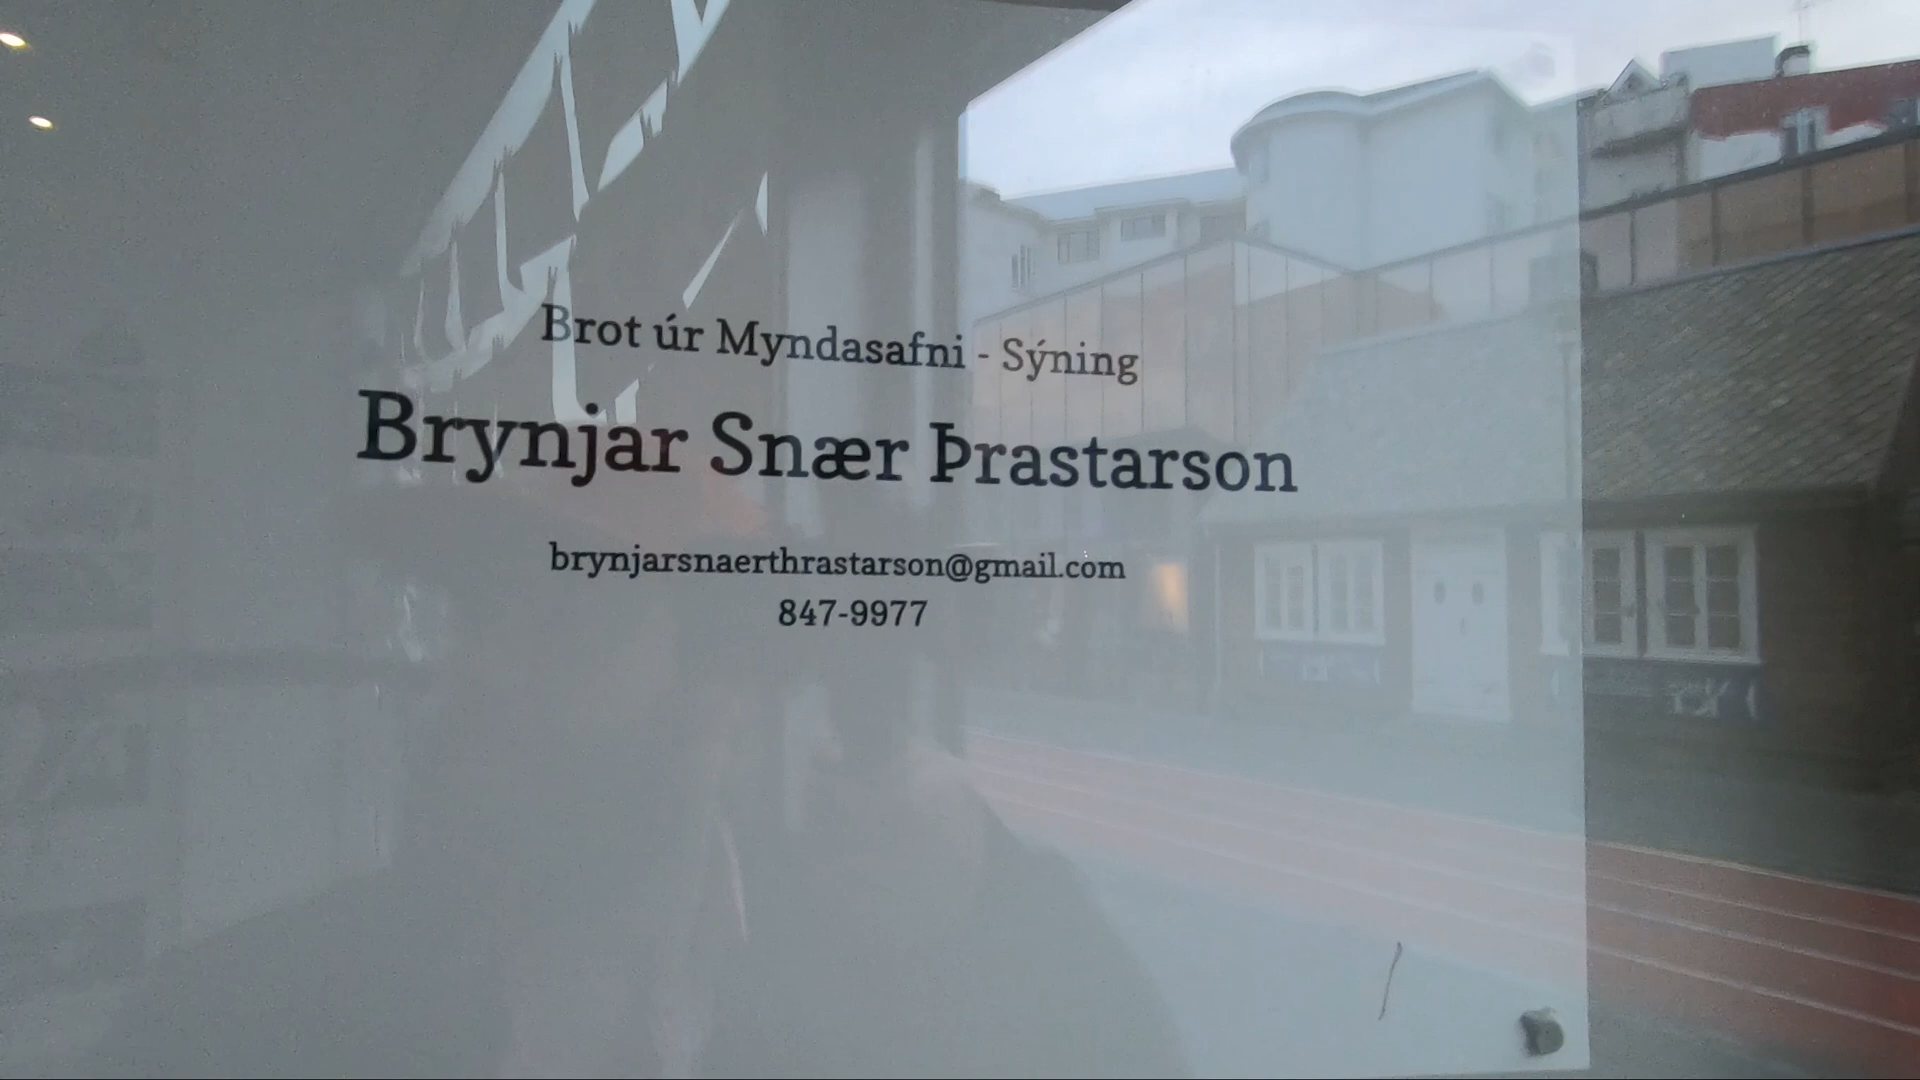 Brot úr Myndasafni - Sýning
Brynjar Snær Þrastarson
brynjarsnaerthrastarson@gmail.com
847-9977